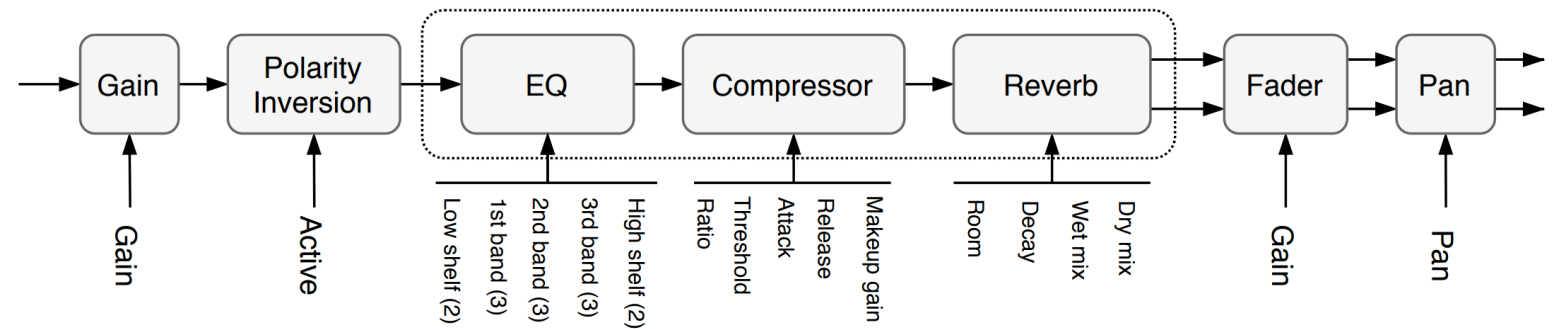 Gain
Polarity
Inversion
EQ
Compressor
Reverb
Fader
Pan
Gain
Active
Low shelf (2)
1st band (3)
2nd band (3)
3rd band (3)
High shelf (2)
Ratio
Threshold
Attack
Release
Makeup gain
Room
Decay
Wet mix
Dry mix
Gain
Pan